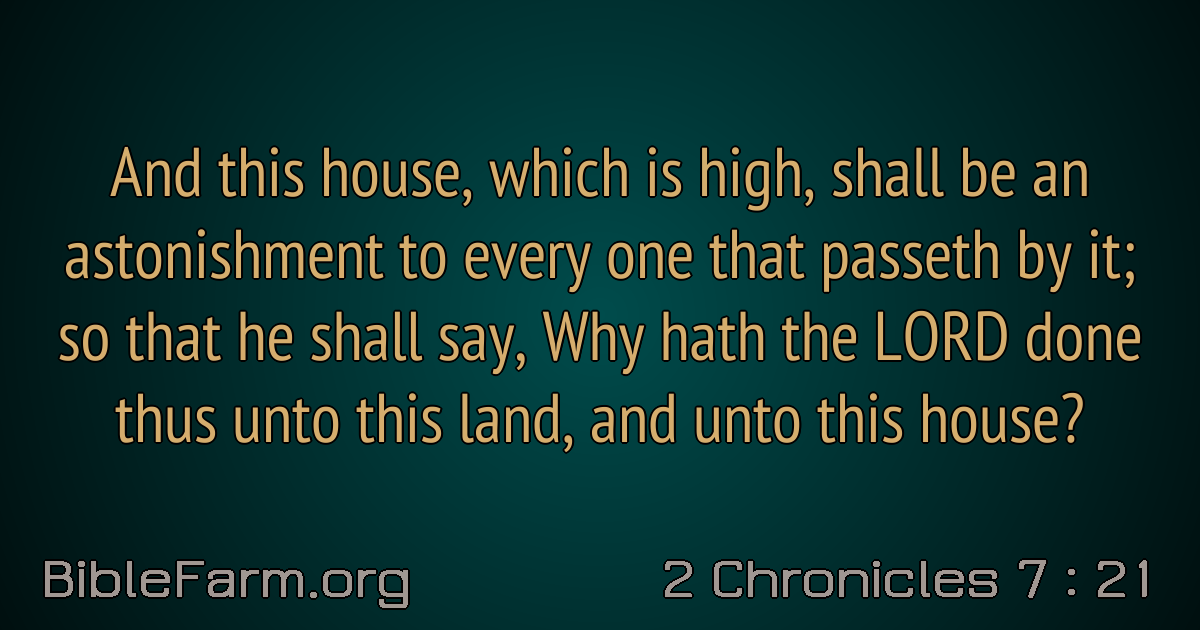 And this house, which is high, shall be an
astonishment to every one that passeth by it;
so that he shall say, Why hath the LORD done
thus unto this land, and unto this house?
BibleFarm.org
2 Chronicles 7 : 21